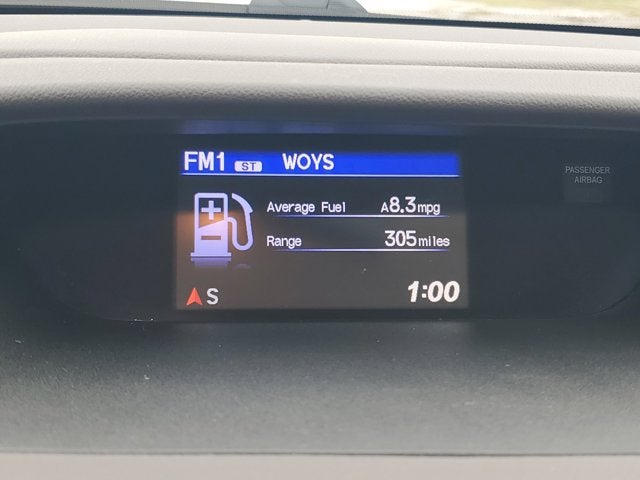 FM1 ST WOYS
PASSENGER
AIRBAG
Average Fuel A8.3mpg
Range 305miles
S 1:00